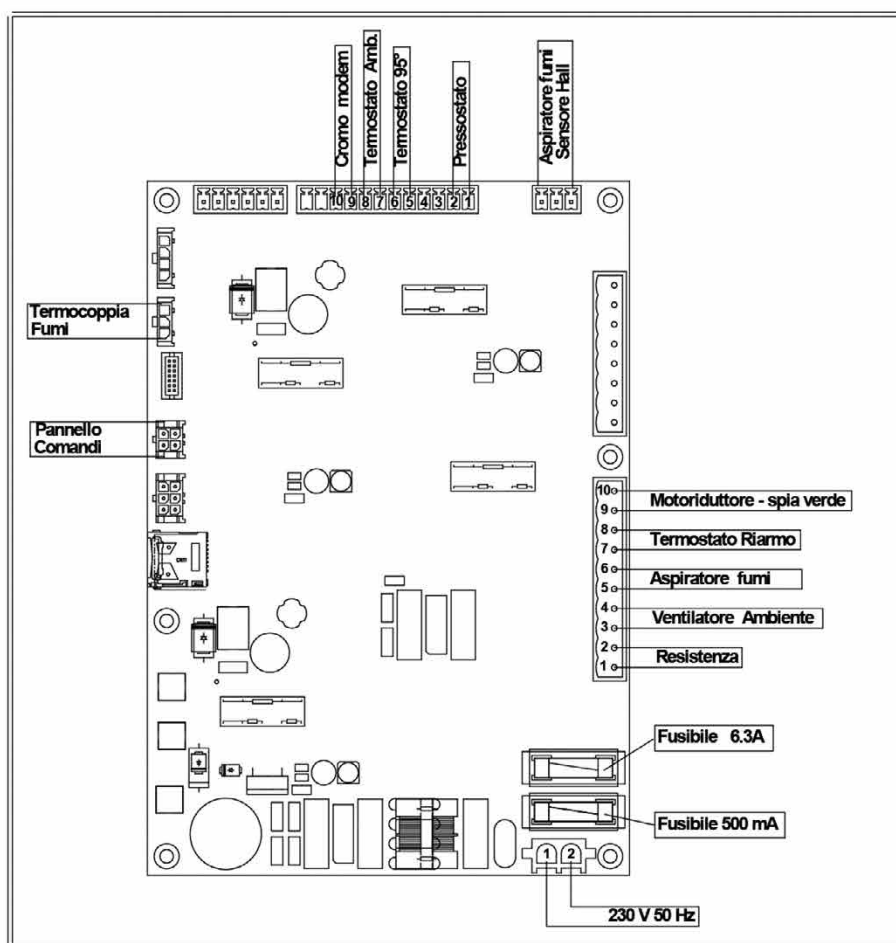 Cromo modem
Termostato Amb.
Termostato 95°
Pressostato
Aspiratore fumi
Sensore Hall
10 9 8 7 6 5 4 3 2 1
Termocoppia
Fumi
Pannello
Comandi
10
Motoriduttore - spia verde
9
8
Termostato Riarmo
7
6
Aspiratore fumi
5
4
Ventilatore Ambiente
3
2
Resistenza
1
Fusibile 6.3A
Fusibile 500 mA
1 2
230 V 50 Hz